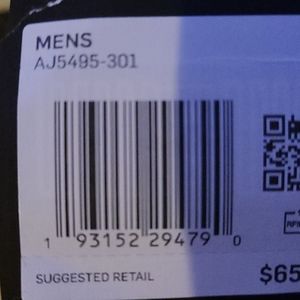 MENS
AJ5495-301
1 93152 29479 0
SUGGESTED RETAIL $65